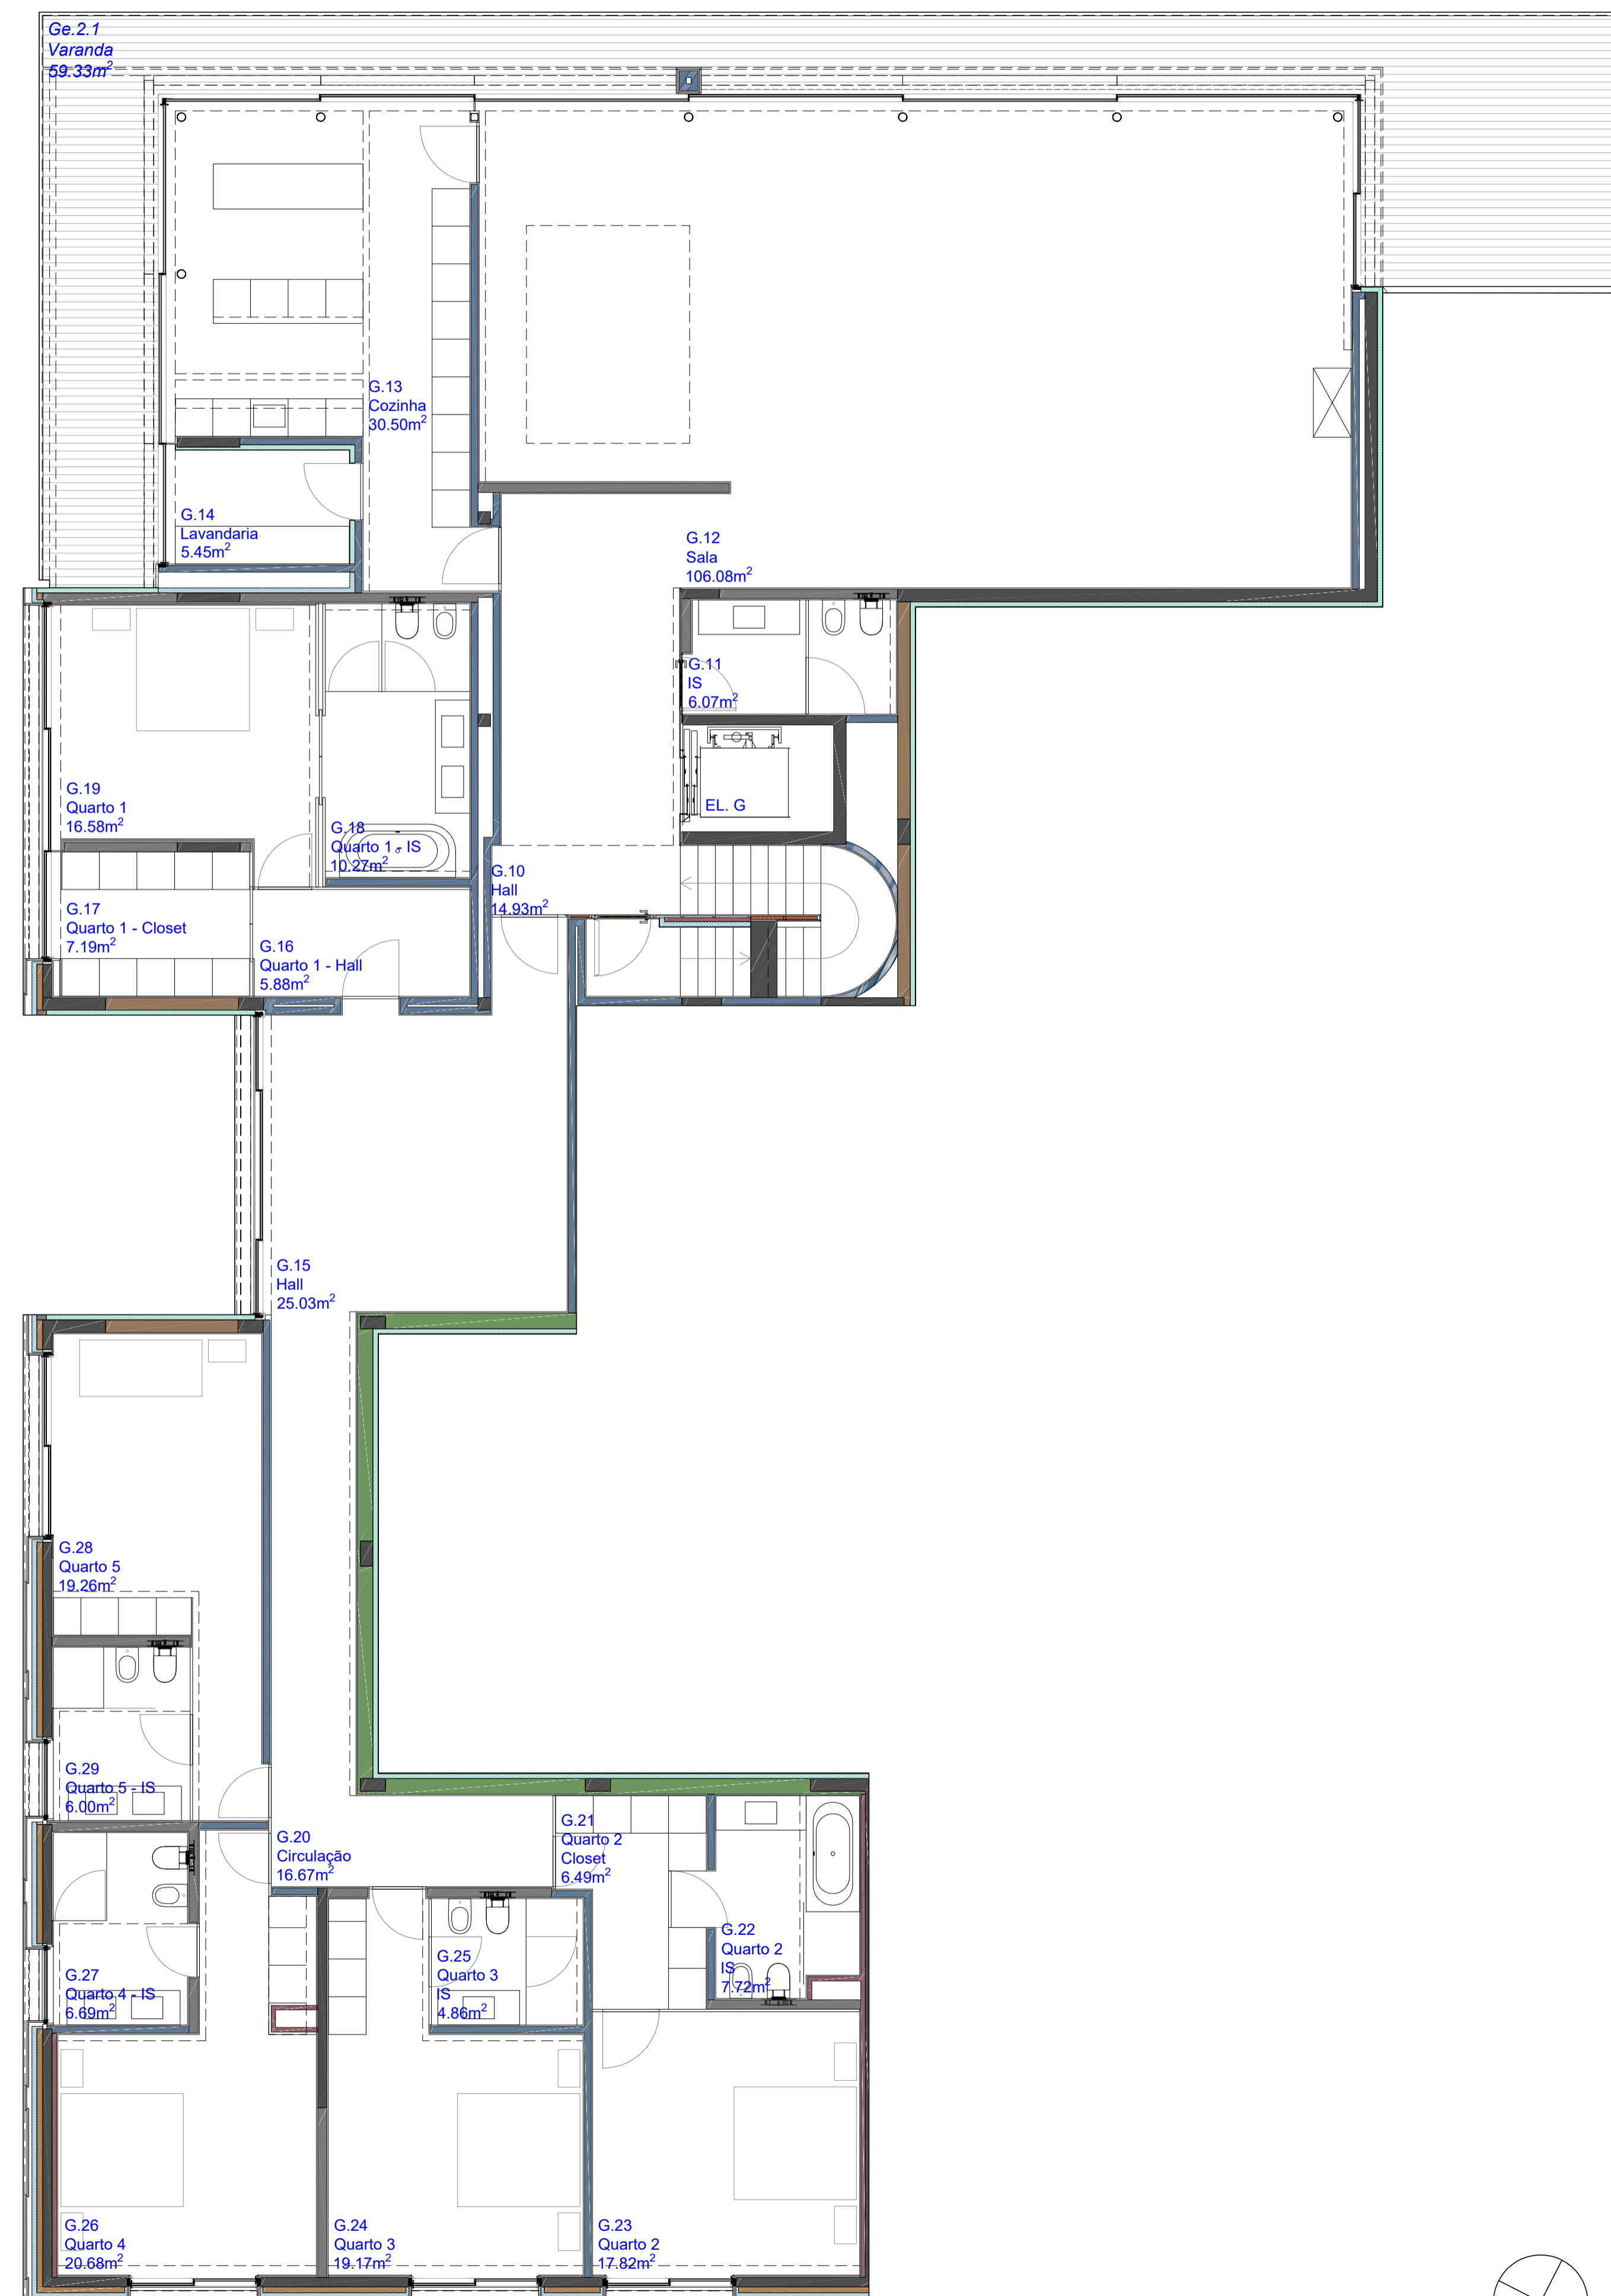 Ge.2.1
Varanda
59.33m²
G.13
Cozinha
30.50m²
G.14
Lavandaria
5.45m²
G.12
Sala
106.08m²
G.11
IS
6.07m²
G.19
Quarto 1
16.58m²
G.18
Quarto 1 - IS
10.27m²
EL. G
G.10
Hall
14.93m²
G.17
Quarto 1 - Closet
7.19m²
G.16
Quarto 1 - Hall
5.88m²
G.15
Hall
25.03m²
G.28
Quarto 5
19.26m²
G.29
Quarto 5 - IS
6.00m²
G.20
Circulação
16.67m²
G.21
Quarto 2
Closet
6.49m²
G.22
Quarto 2
IS
7.72m²
G.25
Quarto 3
IS
4.86m²
G.27
Quarto 4 - IS
6.69m²
G.26
Quarto 4
20.68m²
G.24
Quarto 3
19.17m²
G.23
Quarto 2
17.82m²